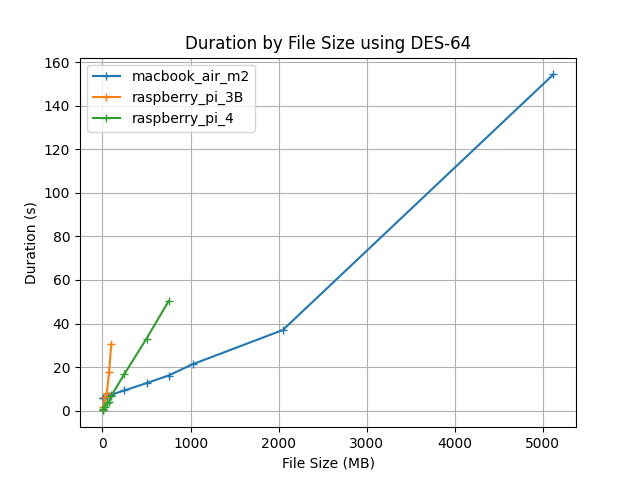 Duration by File Size using DES-64
macbook_air_m2
raspberry_pi_3B
raspberry_pi_4
160
140
120
100
80
60
40
20
0
Duration (s)
0 1000 2000 3000 4000 5000
File Size (MB)